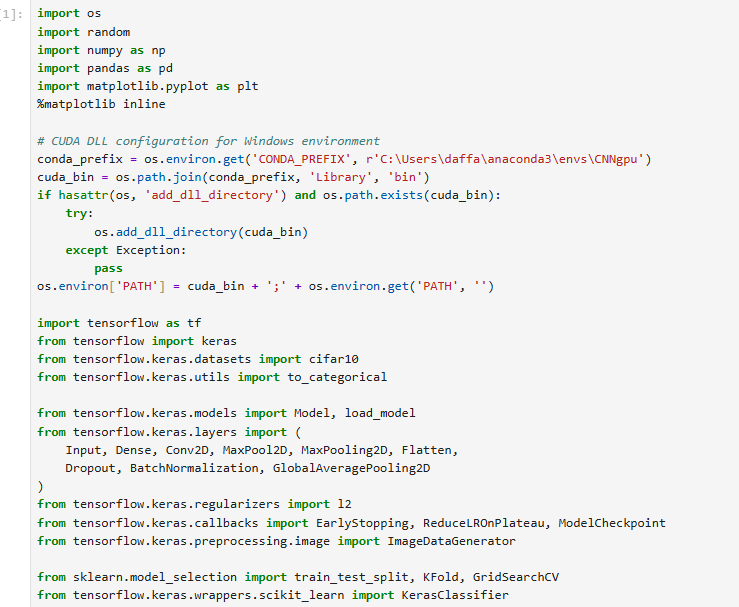 [1]:
import os
import random
import numpy as np
import pandas as pd
import matplotlib.pyplot as plt
%matplotlib inline

# CUDA DLL configuration for Windows environment
conda_prefix = os.environ.get('CONDA_PREFIX', r'C:\Users\daffa\anaconda3\envs\CNNgpu')
cuda_bin = os.path.join(conda_prefix, 'Library', 'bin')
if hasattr(os, 'add_dll_directory') and os.path.exists(cuda_bin):
    try:
        os.add_dll_directory(cuda_bin)
    except Exception:
        pass
os.environ['PATH'] = cuda_bin + ';' + os.environ.get('PATH', '')

import tensorflow as tf
from tensorflow import keras
from tensorflow.keras.datasets import cifar10
from tensorflow.keras.utils import to_categorical

from tensorflow.keras.models import Model, load_model
from tensorflow.keras.layers import (
    Input, Dense, Conv2D, MaxPool2D, MaxPooling2D, Flatten,
    Dropout, BatchNormalization, GlobalAveragePooling2D
)
from tensorflow.keras.regularizers import l2
from tensorflow.keras.callbacks import EarlyStopping, ReduceLROnPlateau, ModelCheckpoint
from tensorflow.keras.preprocessing.image import ImageDataGenerator

from sklearn.model_selection import train_test_split, KFold, GridSearchCV
from tensorflow.keras.wrappers.scikit_learn import KerasClassifier